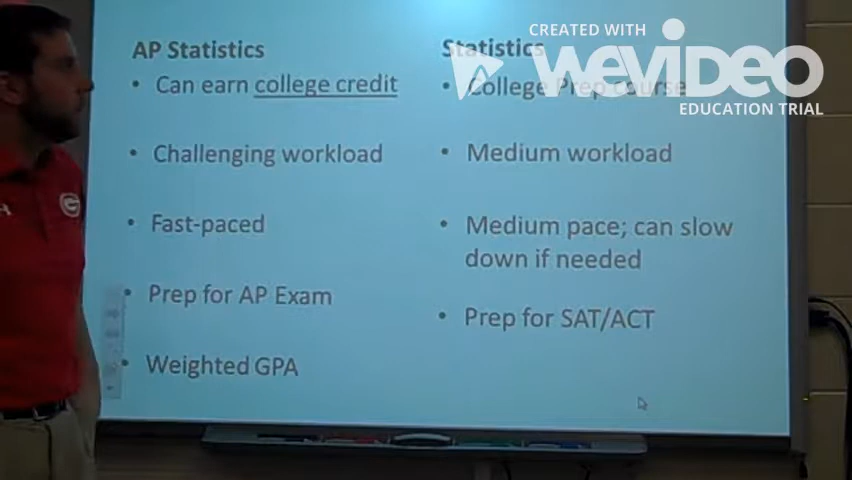 CREATED WITH
WEVIDEO
EDUCATION TRIAL
AP Statistics
• Can earn college credit
• Challenging workload
• Fast-paced
• Prep for AP Exam
• Weighted GPA
Statistics
• College Prep course
• Medium workload
• Medium pace; can slow
down if needed
• Prep for SAT/ACT